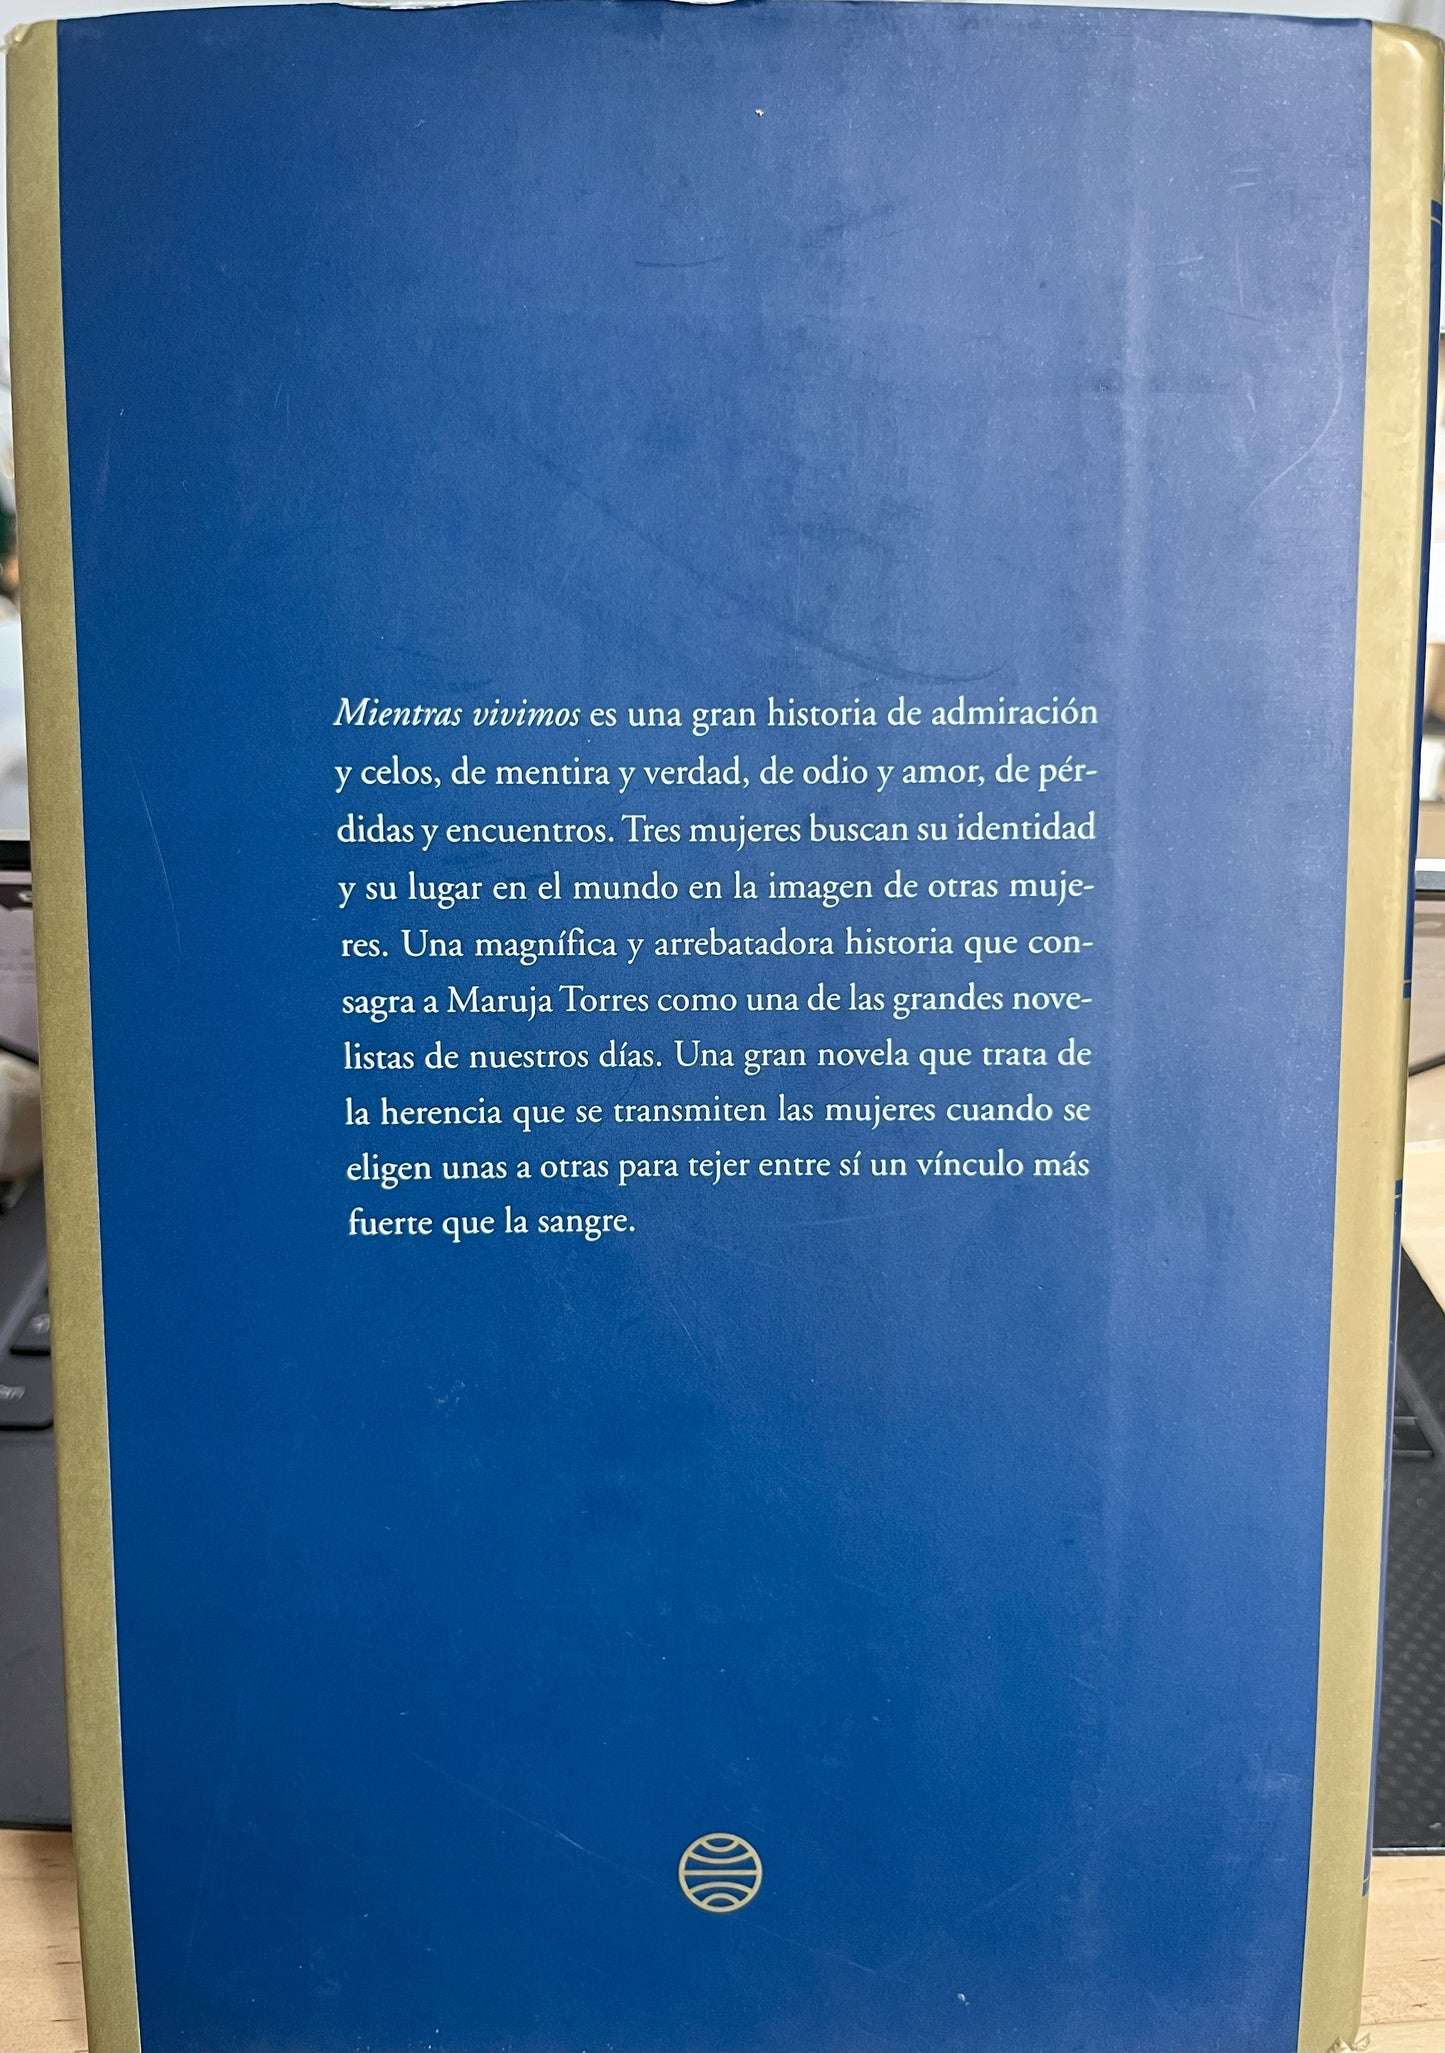 Mientras vivimos es una gran historia de admiración
y celos, de mentira y verdad, de odio y amor, de pér-
didas y encuentros. Tres mujeres buscan su identidad
y su lugar en el mundo en la imagen de otras muje-
res. Una magnífica y arrebatadora historia que con-
sagra a Maruja Torres como una de las grandes nove-
listas de nuestros días. Una gran novela que trata de
la herencia que se transmiten las mujeres cuando se
eligen unas a otras para tejer entre sí un vínculo más
fuerte que la sangre.